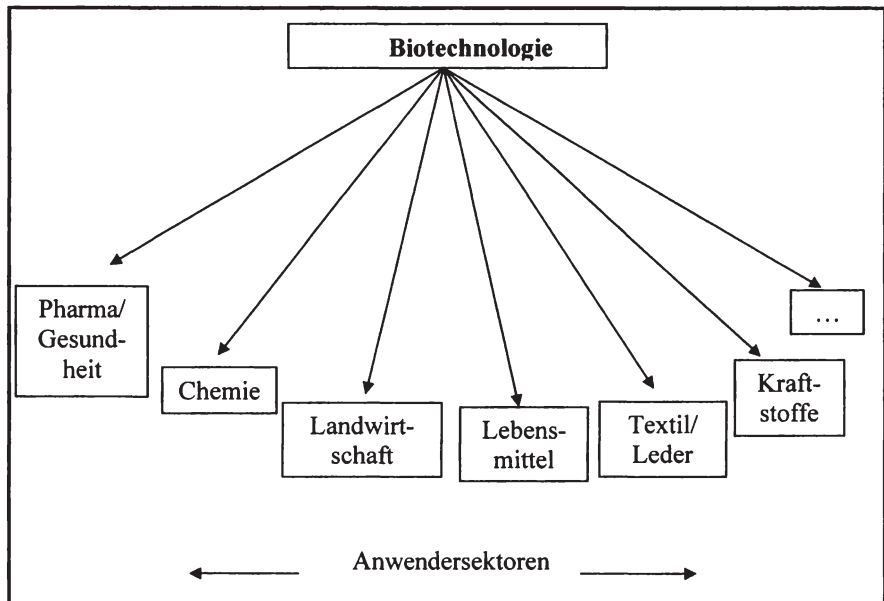 Biotechnologie
Pharma/
Gesund-
heit
Chemie
Landwirt-
schaft
Lebens-
mittel
Textil/
Leder
Kraft-
stoffe
…
Anwendersektoren